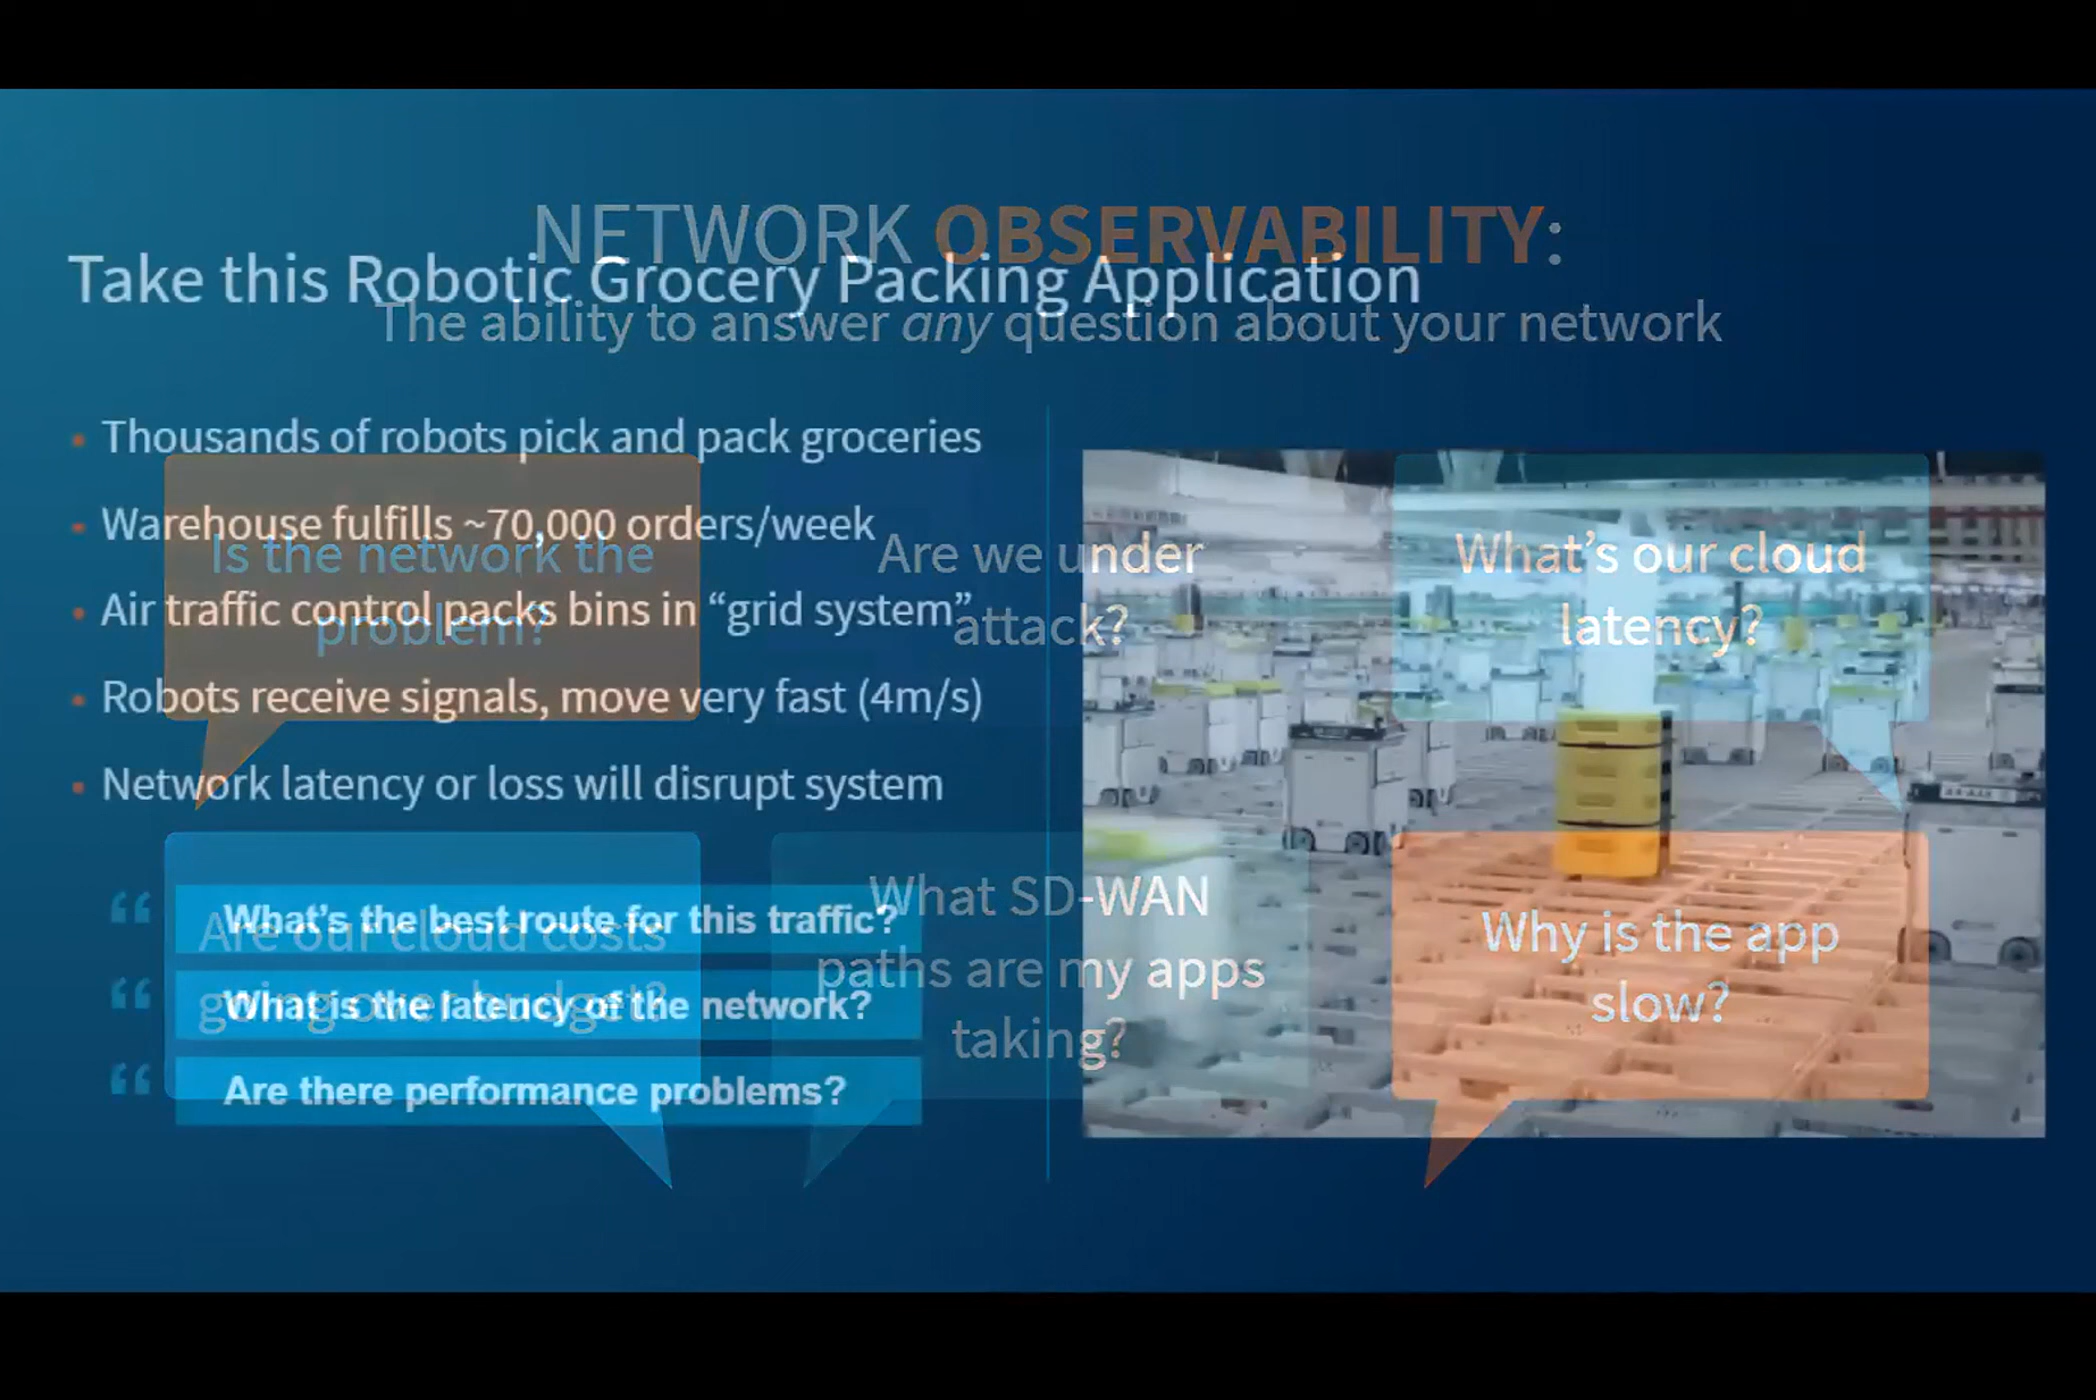 NETWORK OBSERVABILITY:
The ability to answer any question about your network
Is the network the
problem?
Are we under
attack?
What's our cloud
latency?
Are our cloud costs
going over budget?
What SD-WAN
paths are my apps
taking?
Why is the app
slow?
Take this Robotic Grocery Packing Application
• Thousands of robots pick and pack groceries
• Warehouse fulfills ~70,000 orders/week
• Air traffic control packs bins in “grid system”
• Robots receive signals, move very fast (4m/s)
• Network latency or loss will disrupt system
“ What's the best route for this traffic?
“ What is the latency of the network?
“ Are there performance problems?